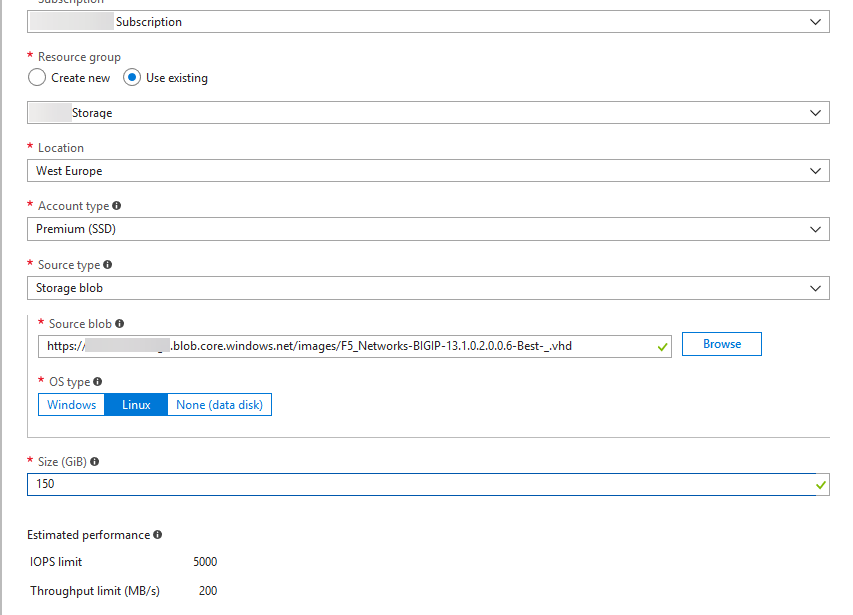 Subscription
Subscription
* Resource group
Create new Use existing
Storage
* Location
West Europe
* Account type
Premium (SSD)
* Source type
Storage blob
* Source blob
https:// .blob.core.windows.net/images/F5_Networks-BIGIP-13.1.0.2.0.0.6-Best-_.vhd Browse
* OS type
Windows Linux None (data disk)
* Size (GiB)
150
Estimated performance
IOPS limit 5000
Throughput limit (MB/s) 200